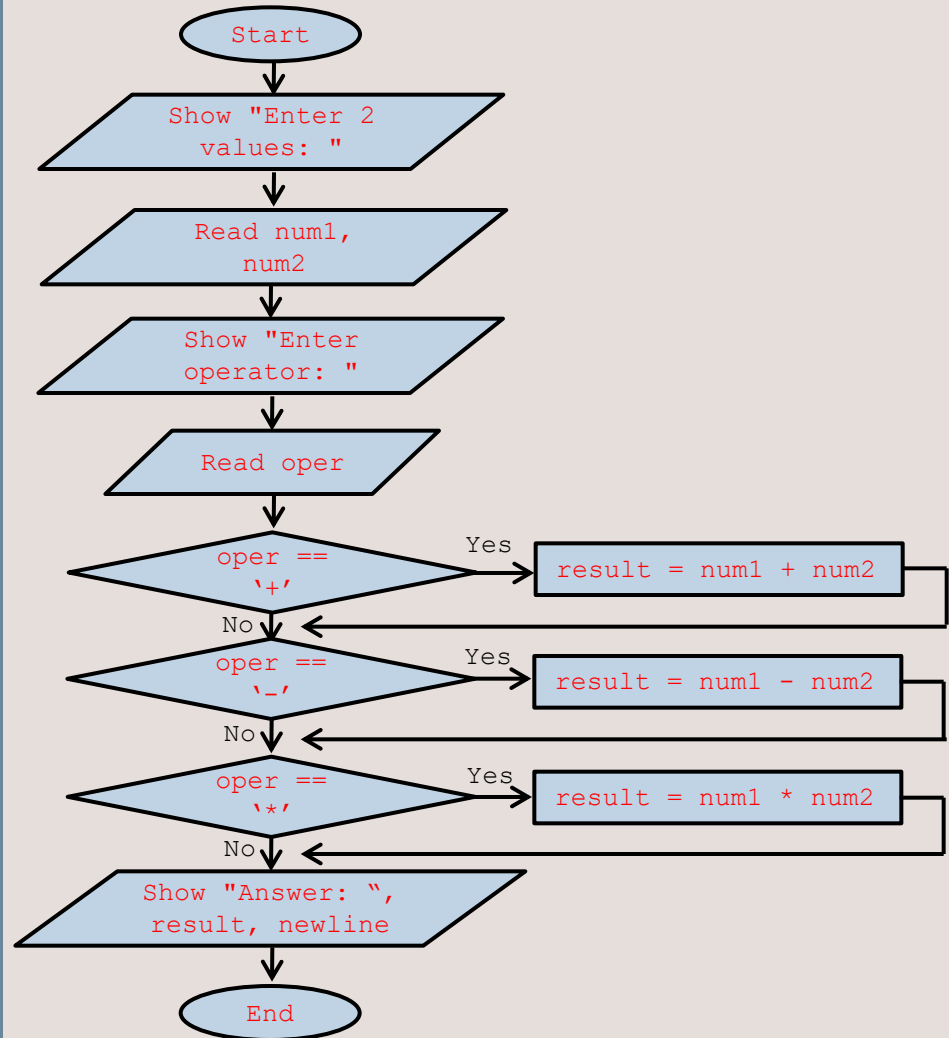 Start
Show "Enter 2
values: "
Read num1,
num2
Show "Enter
operator: "
Read oper
oper ==
‘+’
Yes
result = num1 + num2
No
oper ==
‘-’
Yes
result = num1 - num2
No
oper ==
‘*’
Yes
result = num1 * num2
No
Show "Answer: “,
result, newline
End